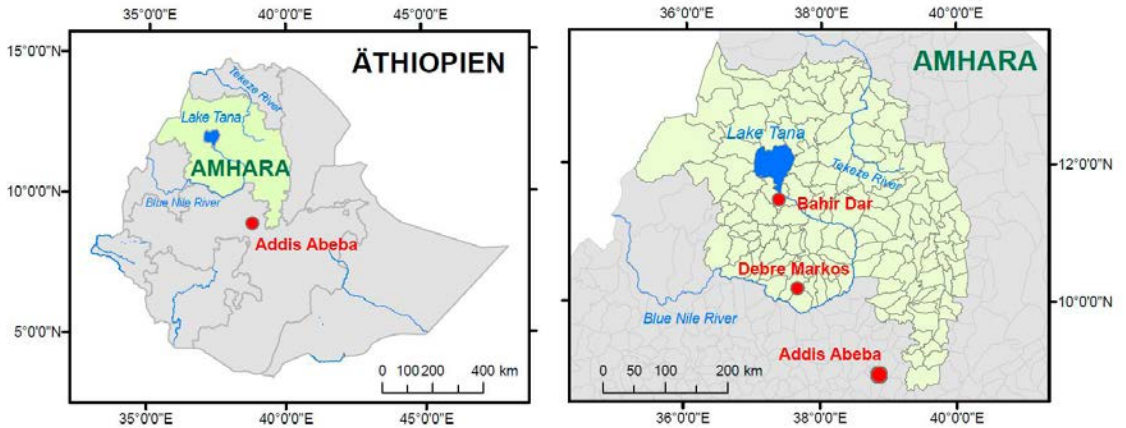 35°0'0"E 40°0'0"E 45°0'0"E
15°0'0"N
ÄTHIOPIEN
Tekeze River
Lake Tana
AMHARA
10°0'0"N
Blue Nile River
Addis Abeba
5°0'0"N
0 100200 400 km
35°0'0"E 40°0'0"E 45°0'0"E
36°0'0"E 38°0'0"E 40°0'0"E
AMHARA
Lake Tana
12°0'0"N
Tekeze River
Bahir Dar
Debre Markos
10°0'0"N
Blue Nile River
Addis Abeba
0 50 100 200 km
36°0'0"E 38°0'0"E 40°0'0"E